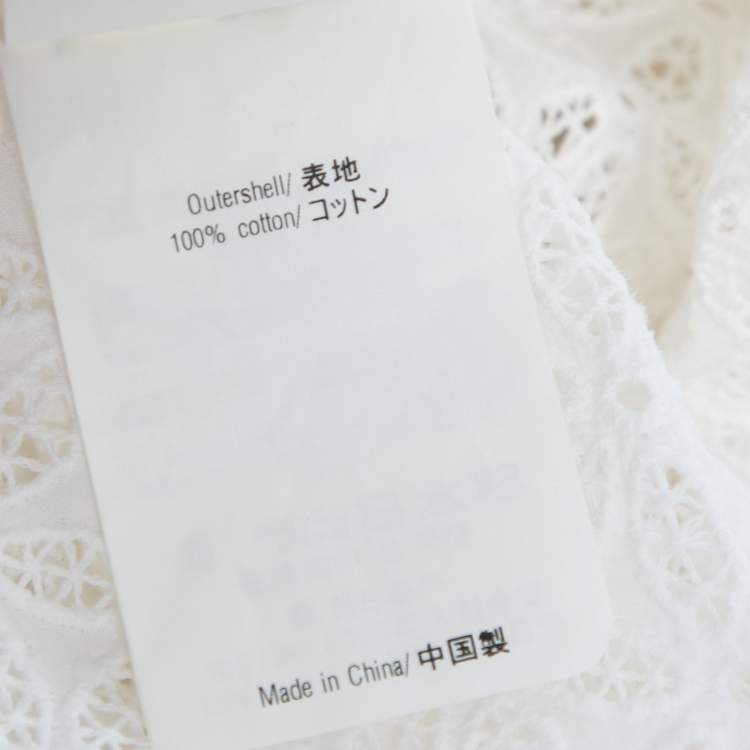 Outershell/ 表地
100% cotton/ コットン
Made in China/ 中国製